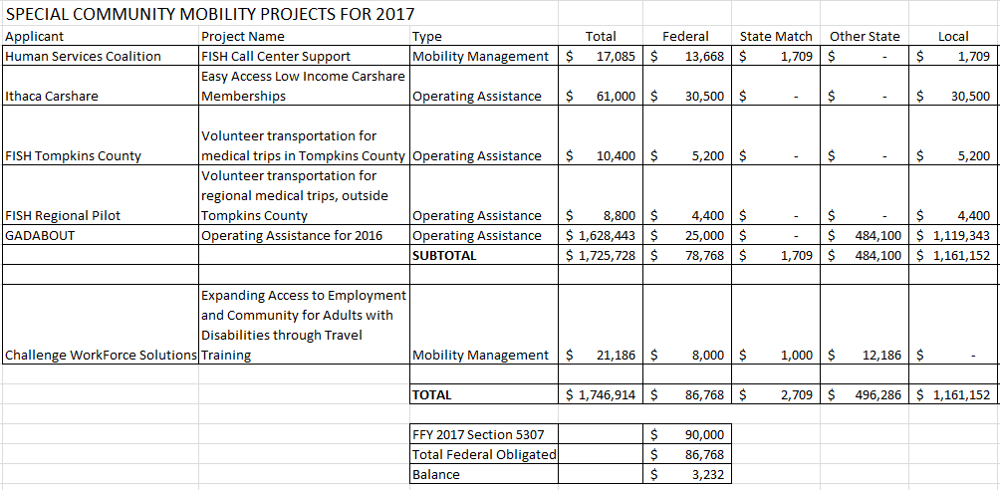 SPECIAL COMMUNITY MOBILITY PROJECTS FOR 2017
Applicant Project Name Type Total Federal State Match Other State Local
Human Services Coalition FISH Call Center Support Mobility Management $ 17,085 $ 13,668 $ 1,709 $ - $ 1,709
Easy Access Low Income Carshare
Ithaca Carshare Memberships Operating Assistance $ 61,000 $ 30,500 $ - $ - $ 30,500
Volunteer transportation for
FISH Tompkins County medical trips in Tompkins County Operating Assistance $ 10,400 $ 5,200 $ - $ - $ 5,200
Volunteer transportation for
regional medical trips, outside
FISH Regional Pilot Tompkins County Operating Assistance $ 8,800 $ 4,400 $ - $ - $ 4,400
GADABOUT Operating Assistance for 2016 Operating Assistance $ 1,628,443 $ 25,000 $ - $ 484,100 $ 1,119,343
SUBTOTAL $ 1,725,728 $ 78,768 $ 1,709 $ 484,100 $ 1,161,152
Expanding Access to Employment
and Community for Adults with
Disabilities through Travel
Challenge WorkForce Solutions Training Mobility Management $ 21,186 $ 8,000 $ 1,000 $ 12,186 $ -
TOTAL $ 1,746,914 $ 86,768 $ 2,709 $ 496,286 $ 1,161,152
FFY 2017 Section 5307 $ 90,000
Total Federal Obligated $ 86,768
Balance $ 3,232